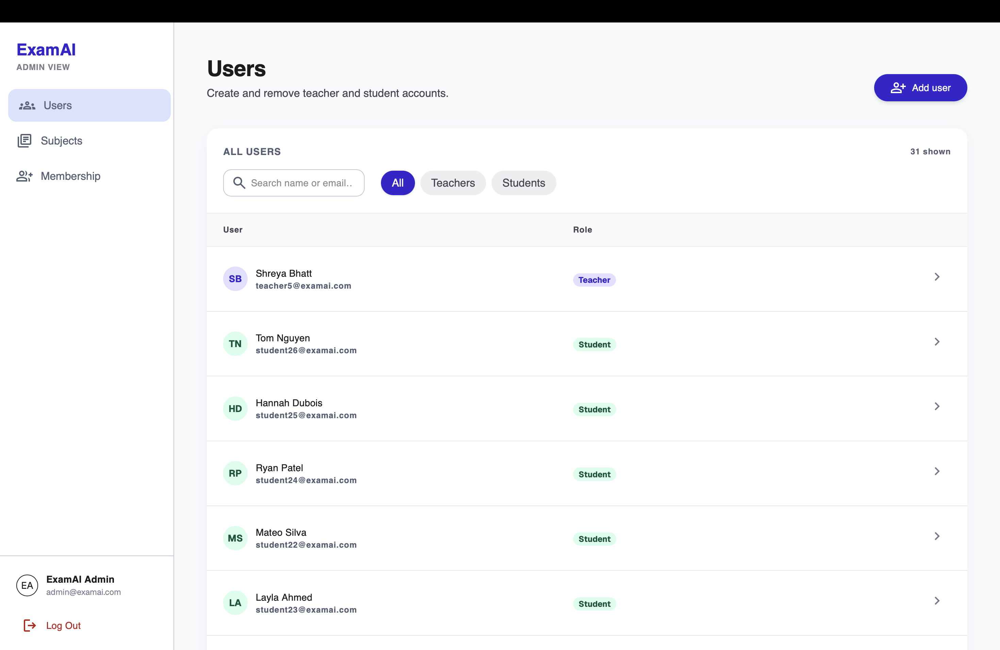 ExamAI
ADMIN VIEW
Users
Subjects
Membership
ExamAI Admin
EA
admin@examai.com
Log Out
Users
Create and remove teacher and student accounts.
Add user
ALL USERS
31 shown
Search name or email..
All
Teachers
Students
User
Role
SB
Shreya Bhatt
teacher5@examai.com
Teacher
TN
Tom Nguyen
student26@examai.com
Student
HD
Hannah Dubois
student25@examai.com
Student
RP
Ryan Patel
student24@examai.com
Student
MS
Mateo Silva
student22@examai.com
Student
LA
Layla Ahmed
student23@examai.com
Student